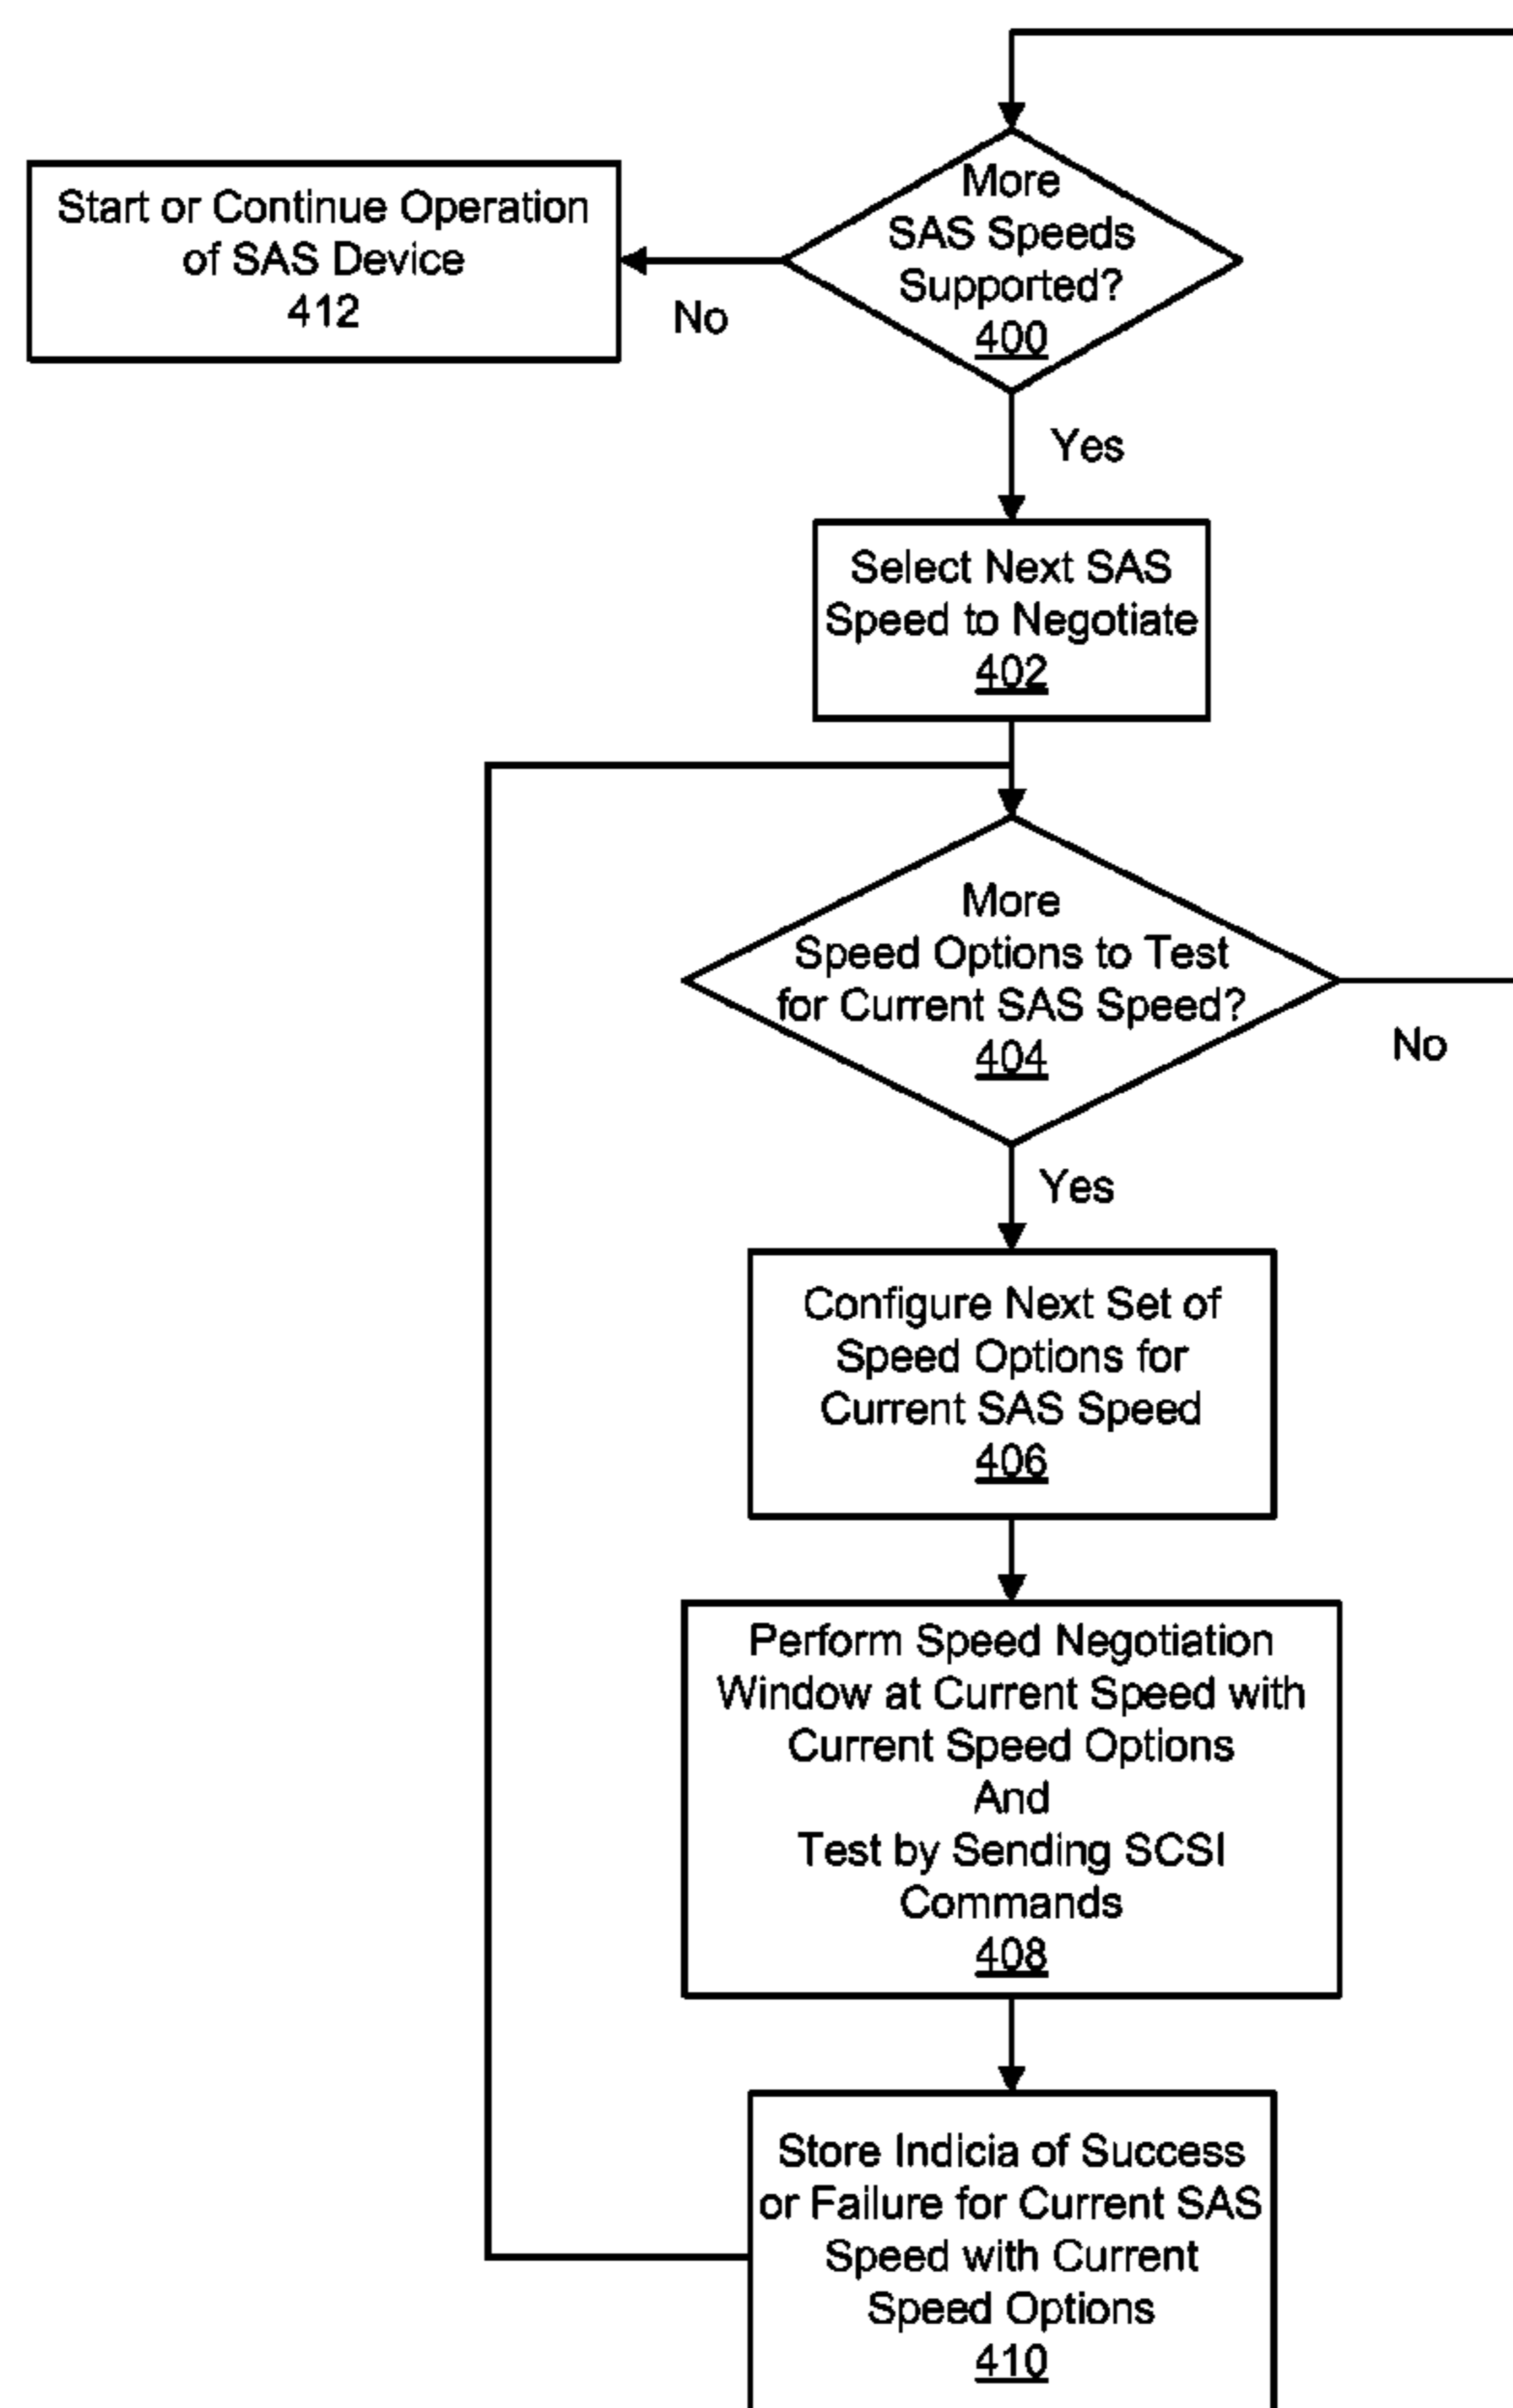 Start or Continue Operation
of SAS Device
412
More
SAS Speeds
Supported?
400
No
Yes
Select Next SAS
Speed to Negotiate
402
More
Speed Options to Test
for Current SAS Speed?
404
No
Yes
Configure Next Set of
Speed Options for
Current SAS Speed
406
Perform Speed Negotiation
Window at Current Speed with
Current Speed Options
And
Test by Sending SCSI
Commands
408
Store Indicia of Success
or Failure for Current SAS
Speed with Current
Speed Options
410